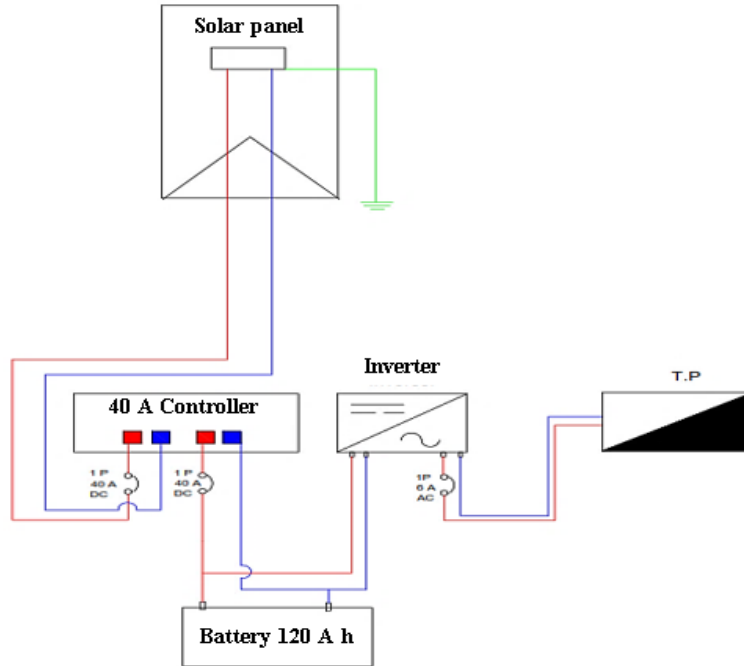 Solar panel
Inverter
T.P
40 A Controller
1 P
40 A
DC
1 P
40 A
DC
1P
6 A
AC
Battery 120 A h